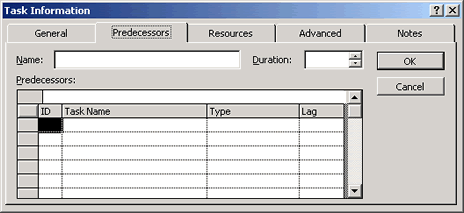 Task Information
General Predecessors Resources Advanced Notes
Name: Duration: OK
Predecessors: Cancel
ID Task Name Type Lag